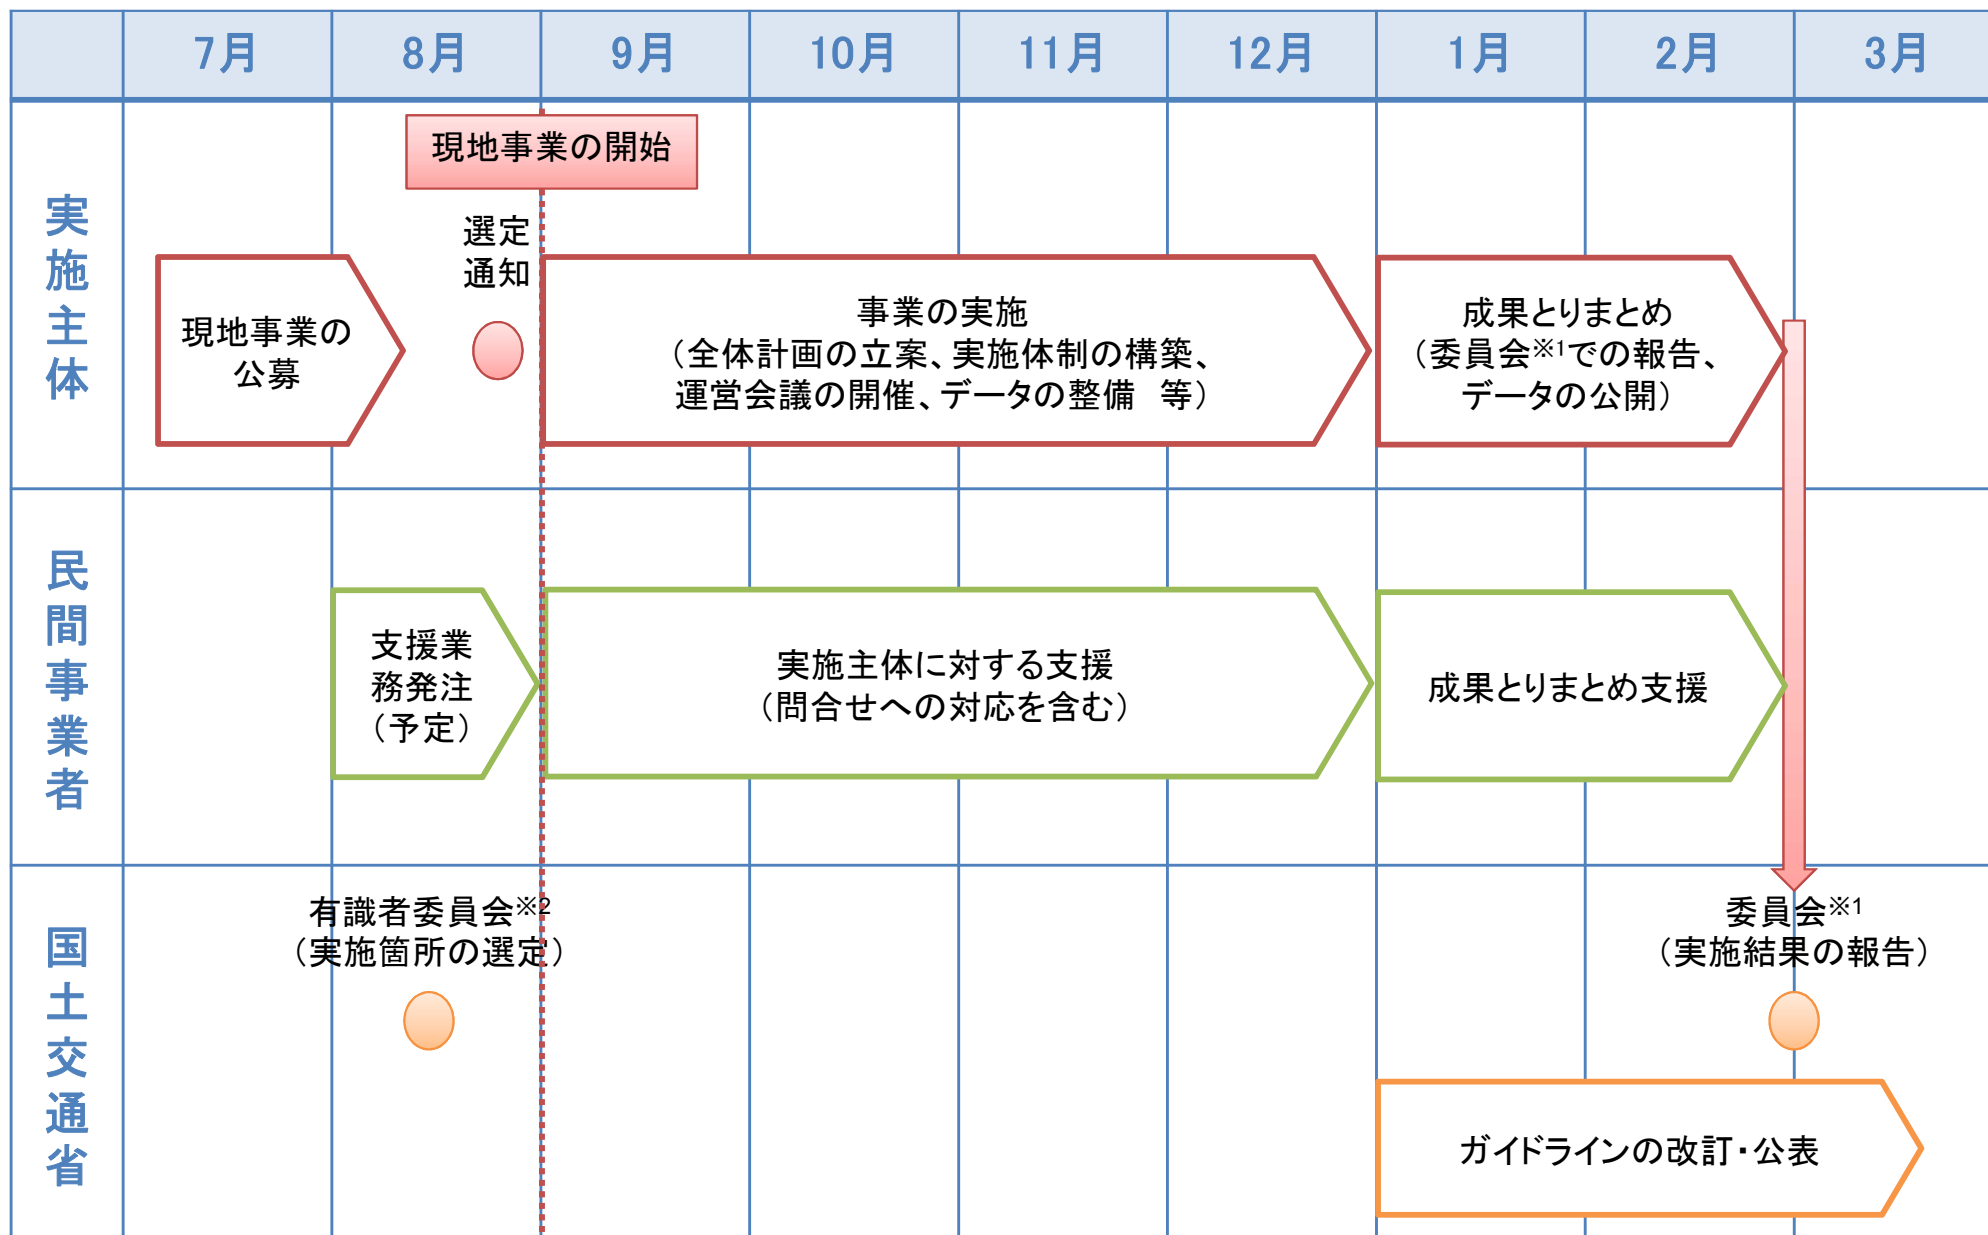 7月 8月 9月 10月 11月 12月 1月 2月 3月
実施主体
現地事業の開始
選定
通知
現地事業の
公募
事業の実施
（全体計画の立案、実施体制の構築、
運営会議の開催、データの整備　等）
成果とりまとめ
（委員会※1での報告、
データの公開）
民間事業者
支援業
務発注
（予定）
実施主体に対する支援
（問合せへの対応を含む）
成果とりまとめ支援
国土交通省
有識者委員会※2
（実施箇所の選定）
委員会※1
（実施結果の報告）
ガイドラインの改訂・公表